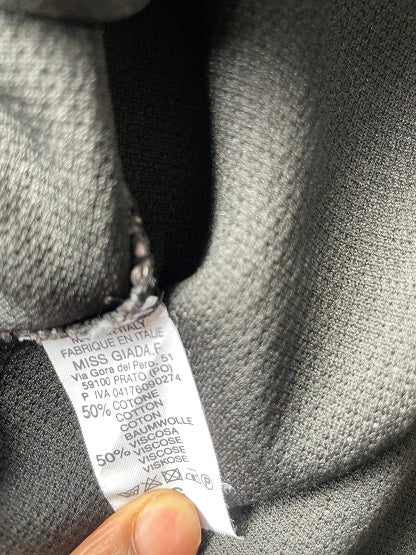 FABRIQUE EN ITALIE
MISS GIADA.F
Via Gora del Pero, 51
59100 PRATO (PO)
P IVA 04176090274
50% COTONE
COTTON
COTON
BAUMWOLLE
50% VISCOSA
VISCOSE
VISCOSE
VISKOSE